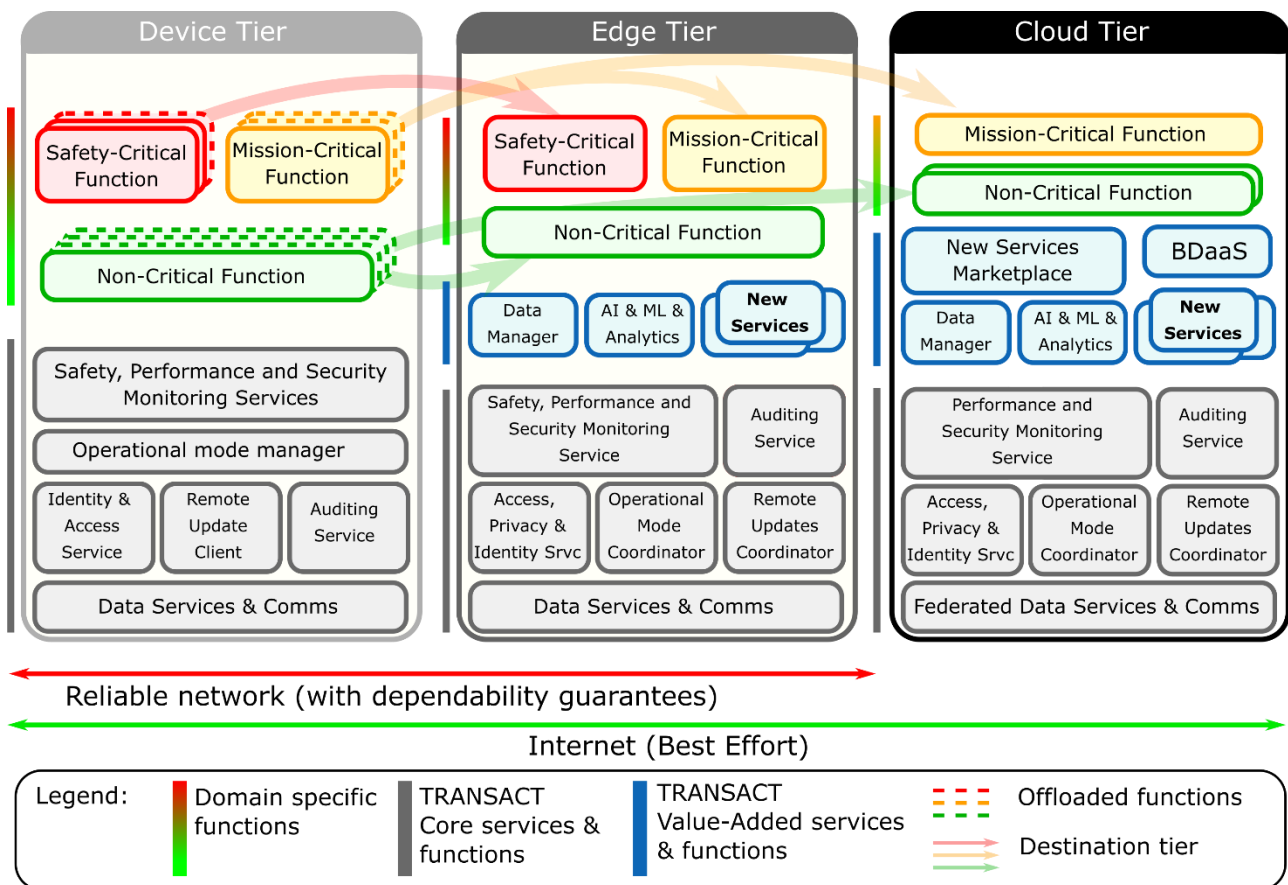 Device Tier
Edge Tier
Cloud Tier
Safety-Critical
Function
Mission-Critical
Function
Non-Critical Function
Safety, Performance and Security
Monitoring Services
Operational mode manager
Identity &
Access
Service
Remote
Update
Client
Auditing
Service
Data Services & Comms
Safety-Critical
Function
Mission-Critical
Function
Non-Critical Function
Data
Manager
AI & ML &
Analytics
New
Services
Safety, Performance and
Security Monitoring
Service
Auditing
Service
Access,
Privacy &
Identity Srvc
Operational
Mode
Coordinator
Remote
Updates
Coordinator
Data Services & Comms
Mission-Critical Function
Non-Critical Function
New Services
Marketplace
BDaaS
Data
Manager
AI & ML &
Analytics
New
Services
Performance and
Security Monitoring
Service
Auditing
Service
Access,
Privacy &
Identity Srvc
Operational
Mode
Coordinator
Remote
Updates
Coordinator
Federated Data Services & Comms
Reliable network (with dependability guarantees)
Internet (Best Effort)
Legend:
Domain specific
functions
TRANSACT
Core services &
functions
TRANSACT
Value-Added services
& functions
Offloaded functions
Destination tier